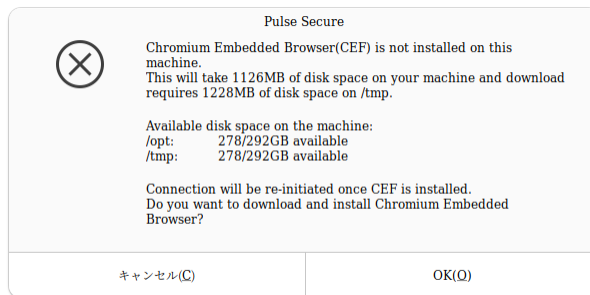 Pulse Secure
Chromium Embedded Browser(CEF) is not installed on this
machine.
This will take 1126MB of disk space on your machine and download
requires 1228MB of disk space on /tmp.
Available disk space on the machine:
/opt: 278/292GB available
/tmp: 278/292GB available
Connection will be re-initiated once CEF is installed.
Do you want to download and install Chromium Embedded
Browser?
キャンセル(C) OK(O)